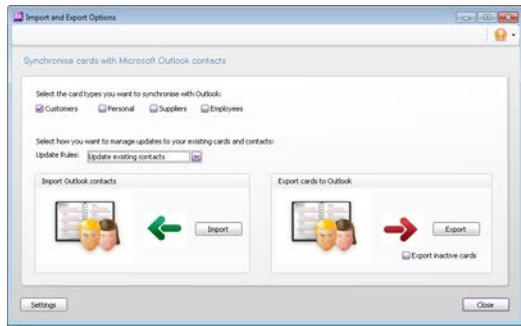 Import and Export Options
Synchronise cards with Microsoft Outlook contacts
Select the card types you want to synchronise with Outlook:
Customers Personal Suppliers Employees
Select how you want to manage updates to your existing cards and contacts:
Update Rules: Update existing contacts
Import Outlook contacts Export cards to Outlook
Import Export
Export inactive cards
Settings Close